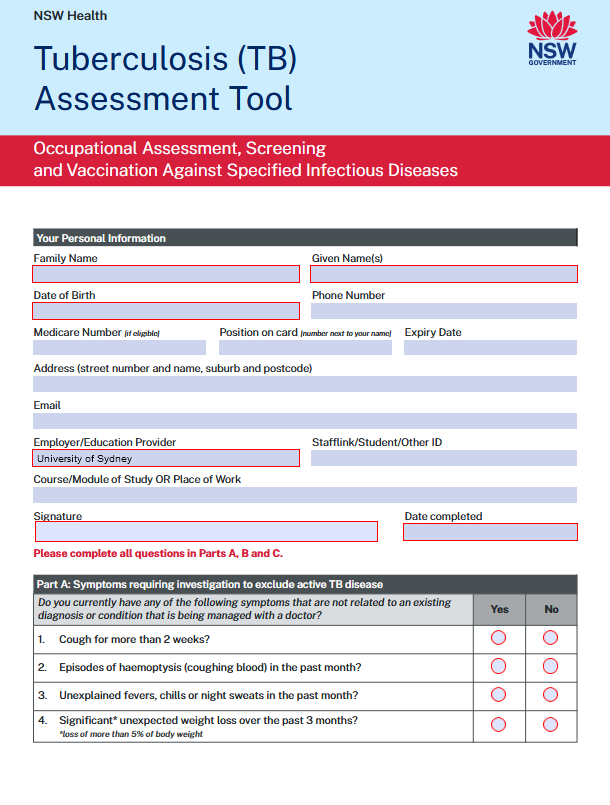 NSW Health
NSW
GOVERNMENT
Tuberculosis (TB)
Assessment Tool
Occupational Assessment, Screening
and Vaccination Against Specified Infectious Diseases
Your Personal Information
Family Name Given Name(s)
Date of Birth Phone Number
Medicare Number (if eligible) Position on card (number next to your name) Expiry Date
Address (street number and name, suburb and postcode)
Email
Employer/Education Provider Stafflink/Student/Other ID
University of Sydney
Course/Module of Study OR Place of Work
Signature Date completed
Please complete all questions in Parts A, B and C.
Part A: Symptoms requiring investigation to exclude active TB disease
Do you currently have any of the following symptoms that are not related to an existing
diagnosis or condition that is being managed with a doctor? Yes No
1. Cough for more than 2 weeks?
2. Episodes of haemoptysis (coughing blood) in the past month?
3. Unexplained fevers, chills or night sweats in the past month?
4. Significant* unexpected weight loss over the past 3 months?
*loss of more than 5% of body weight